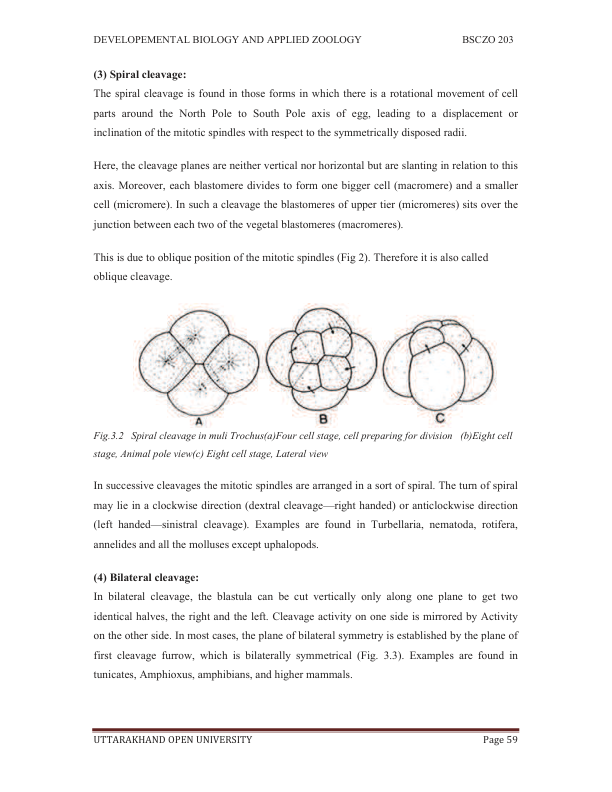 DEVELOPEMENTAL BIOLOGY AND APPLIED ZOOLOGY BSCZO 203
(3) Spiral cleavage:
The spiral cleavage is found in those forms in which there is a rotational movement of cell
parts around the North Pole to South Pole axis of egg, leading to a displacement or
inclination of the mitotic spindles with respect to the symmetrically disposed radii.
Here, the cleavage planes are neither vertical nor horizontal but are slanting in relation to this
axis. Moreover, each blastomere divides to form one bigger cell (macromere) and a smaller
cell (micromere). In such a cleavage the blastomeres of upper tier (micromeres) sits over the
junction between each two of the vegetal blastomeres (macromeres).
This is due to oblique position of the mitotic spindles (Fig 2). Therefore it is also called
oblique cleavage.
A B C
Fig.3.2 Spiral cleavage in muli Trochus(a)Four cell stage, cell preparing for division (b)Eight cell
stage, Animal pole view(c) Eight cell stage, Lateral view
In successive cleavages the mitotic spindles are arranged in a sort of spiral. The turn of spiral
may lie in a clockwise direction (dextral cleavage—right handed) or anticlockwise direction
(left handed—sinistral cleavage). Examples are found in Turbellaria, nematoda, rotifera,
annelides and all the molluses except uphalopods.
(4) Bilateral cleavage:
In bilateral cleavage, the blastula can be cut vertically only along one plane to get two
identical halves, the right and the left. Cleavage activity on one side is mirrored by Activity
on the other side. In most cases, the plane of bilateral symmetry is established by the plane of
first cleavage furrow, which is bilaterally symmetrical (Fig. 3.3). Examples are found in
tunicates, Amphioxus, amphibians, and higher mammals.
UTTARAKHAND OPEN UNIVERSITY Page 59